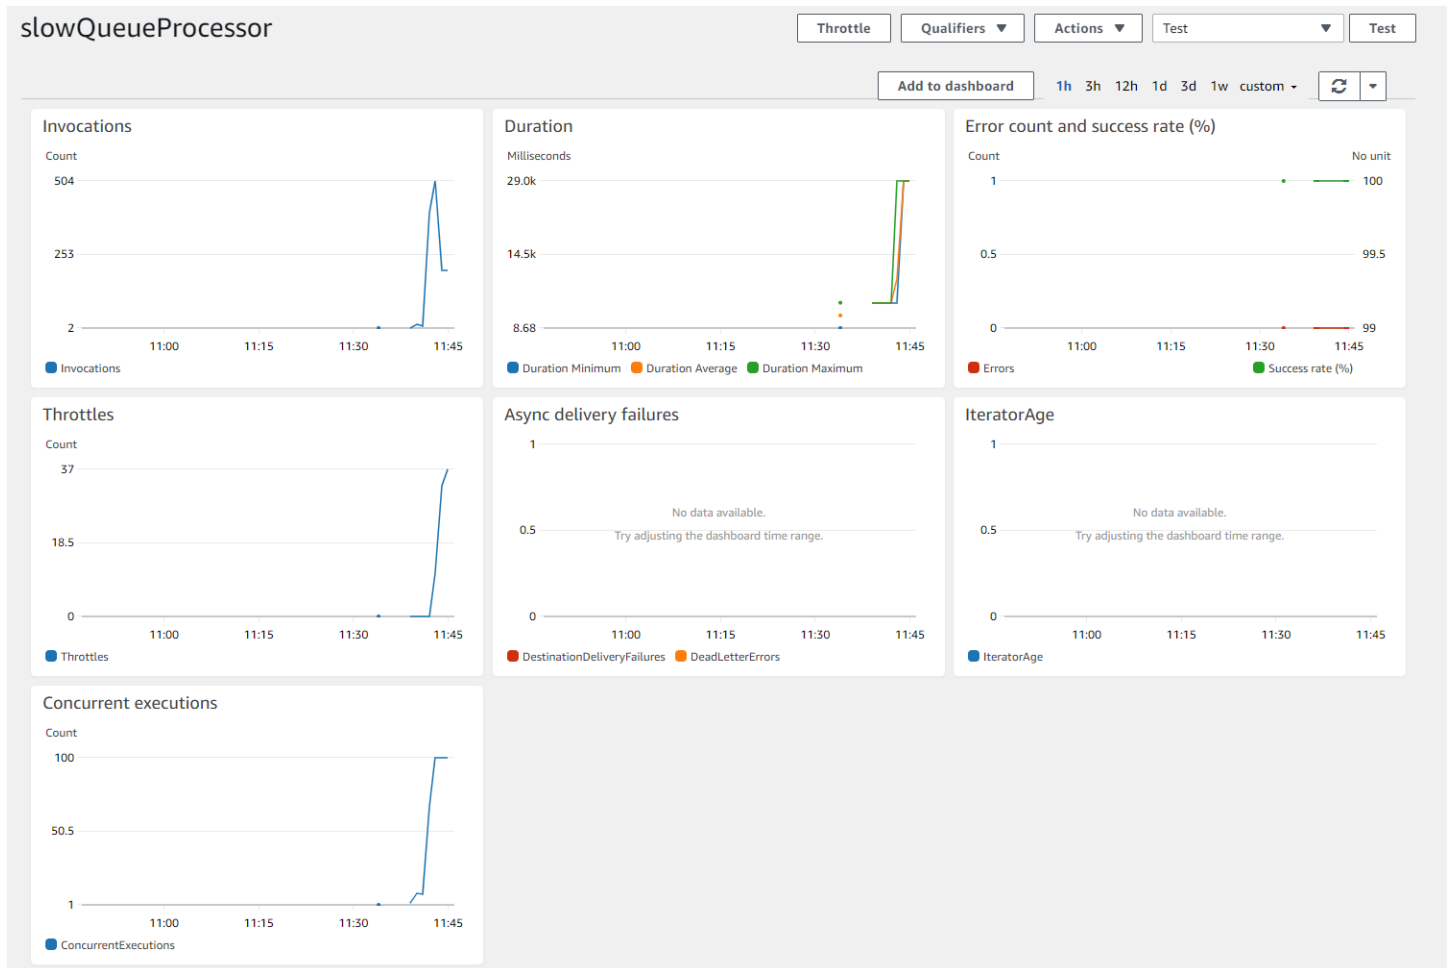 slowQueueProcessor
Throttle
Qualifiers
Actions
Test
Test
Add to dashboard
1h 3h 12h 1d 3d 1w custom
Invocations
Count
504
253
2
11:00 11:15 11:30 11:45
Invocations
Duration
Milliseconds
29.0k
14.5k
8.68
11:00 11:15 11:30 11:45
Duration Minimum Duration Average Duration Maximum
Error count and success rate (%)
Count No unit
1 100
0.5 99.5
0 99
11:00 11:15 11:30 11:45
Errors Success rate (%)
Throttles
Count
37
18.5
0
11:00 11:15 11:30 11:45
Throttles
Async delivery failures
1
No data available.
0.5
Try adjusting the dashboard time range.
0
11:00 11:15 11:30 11:45
DestinationDeliveryFailures DeadLetterErrors
IteratorAge
1
No data available.
0.5
Try adjusting the dashboard time range.
0
11:00 11:15 11:30 11:45
IteratorAge
Concurrent executions
Count
100
50.5
1
11:00 11:15 11:30 11:45
ConcurrentExecutions